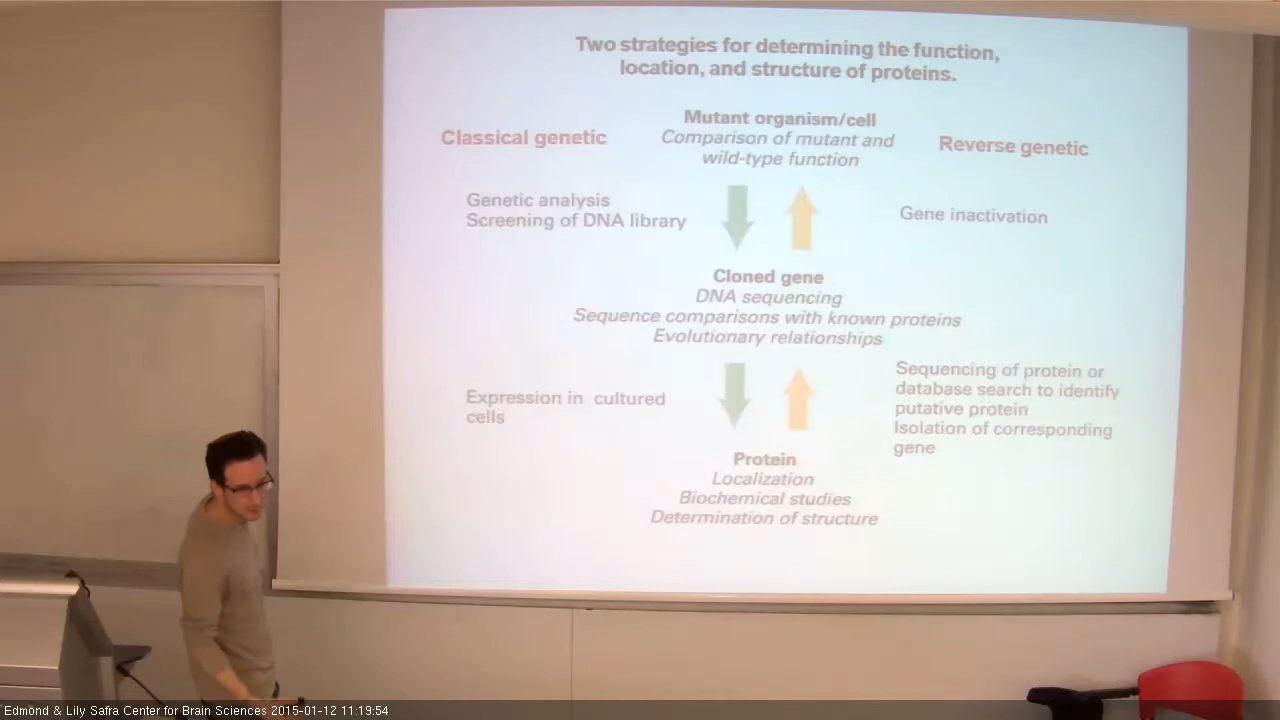 Two strategies for determining the function,
location, and structure of proteins.
Mutant organism/cell
Classical genetic
Comparison of mutant and
wild-type function
Reverse genetic
Genetic analysis
Screening of DNA library
Gene inactivation
Cloned gene
DNA sequencing
Sequence comparisons with known proteins
Evolutionary relationships
Expression in cultured
cells
Sequencing of protein or
database search to identify
putative protein
Isolation of corresponding
gene
Protein
Localization
Biochemical studies
Determination of structure
Edmond & Lily Safra Center for Brain Sciences 2015-01-12 11:19:54